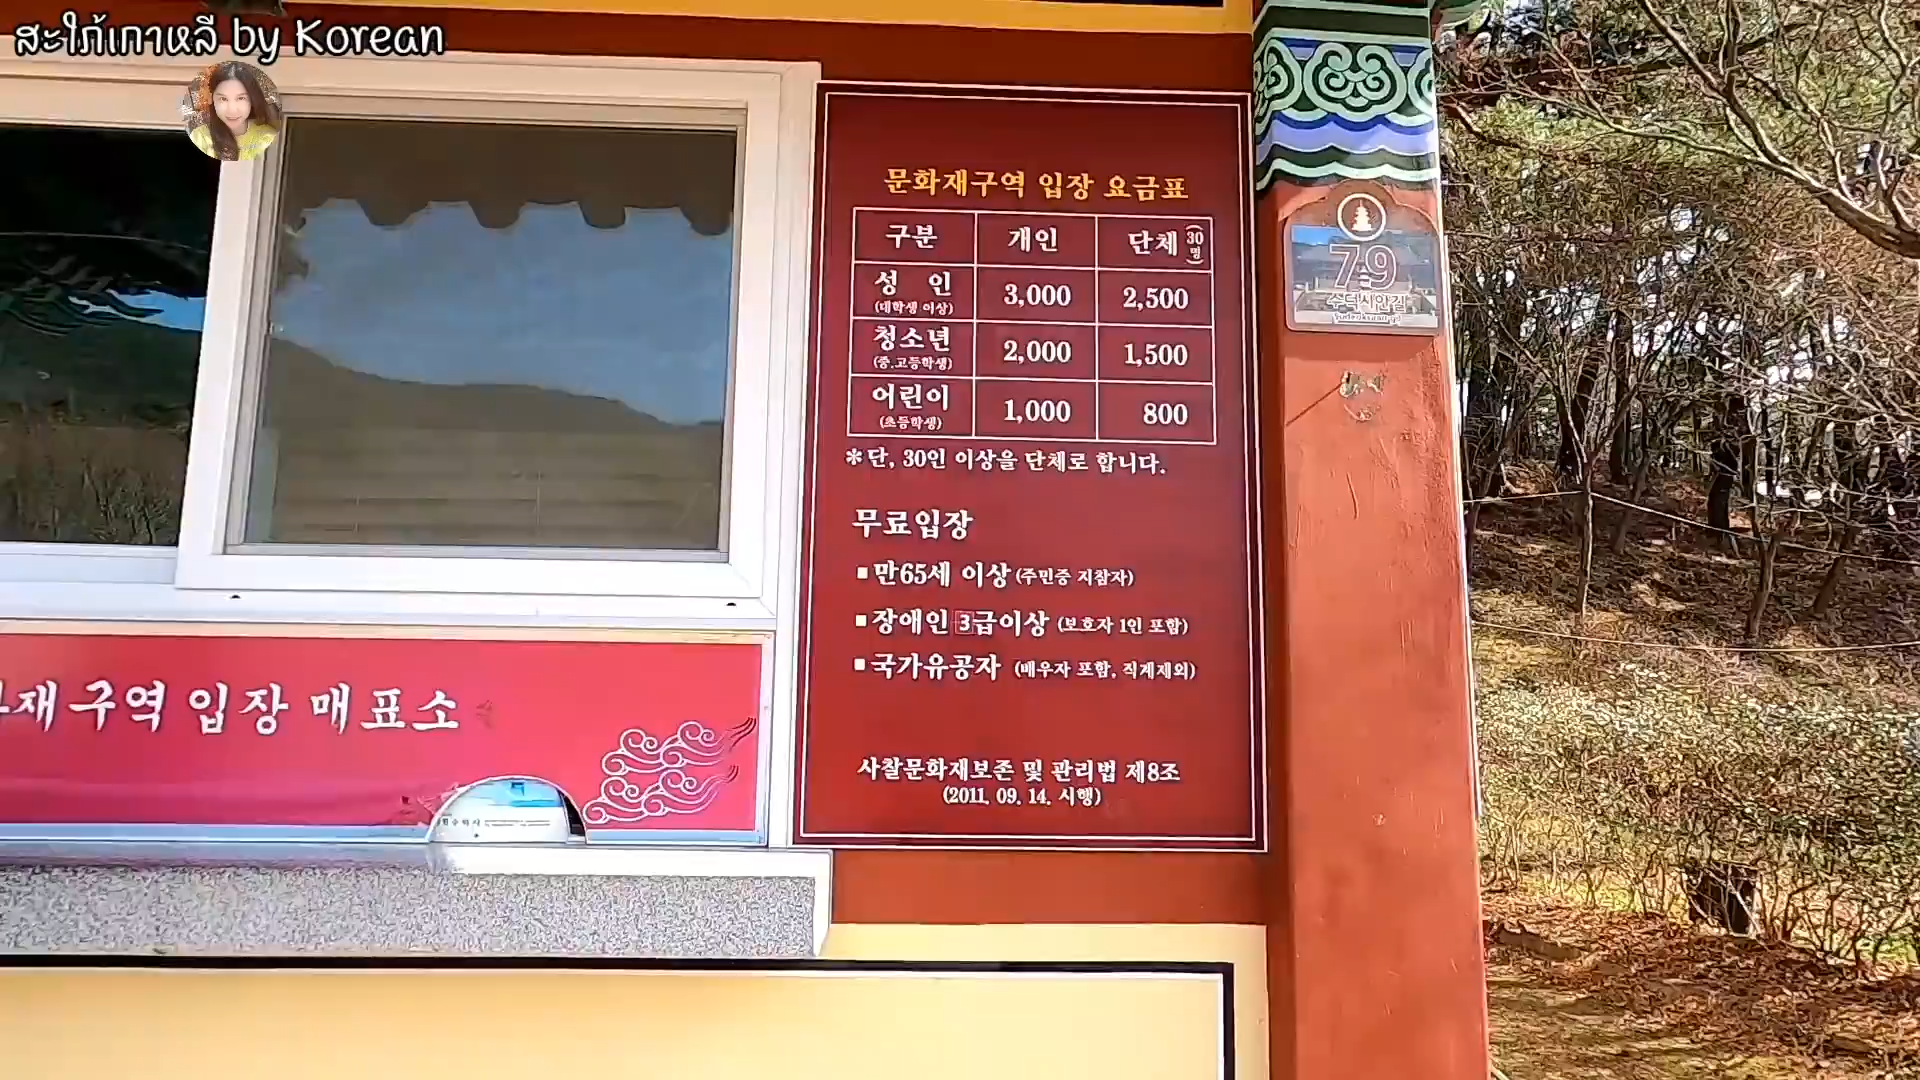 สะใภ้เกาหลี by Korean
문화재구역 입장 요금표
구분 개인 단체 (30명)
성 인 (대학생 이상) 3,000 2,500
청소년 (중.고등학생) 2,000 1,500
어린이 (초등학생) 1,000 800
*단, 30인 이상을 단체로 합니다.
무료입장
▪만65세 이상 (주민증 지참자)
▪장애인 3급이상 (보호자 1인 포함)
▪국가유공자 (배우자 포함, 직계제외)
사찰문화재보존 및 관리법 제8조
(2011. 09. 14. 시행)
재구역 입장 매표소
79
수덕사안길
Sudeoksaan-gil